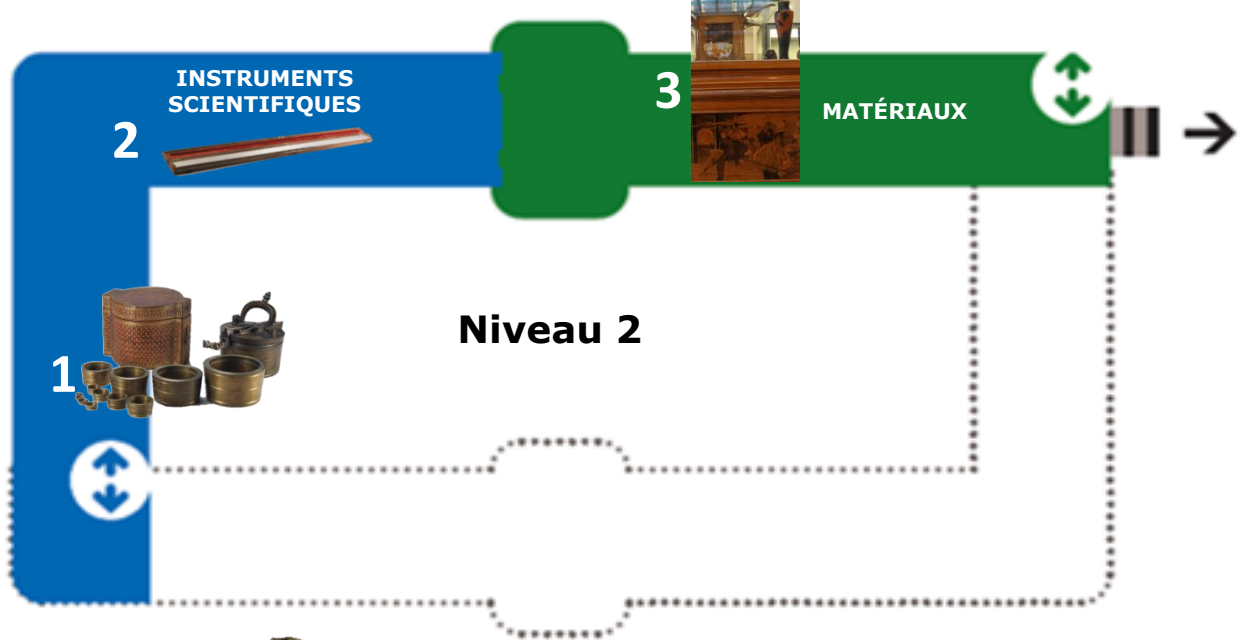 INSTRUMENTS
SCIENTIFIQUES
2
3
MATÉRIAUX
Niveau 2
1